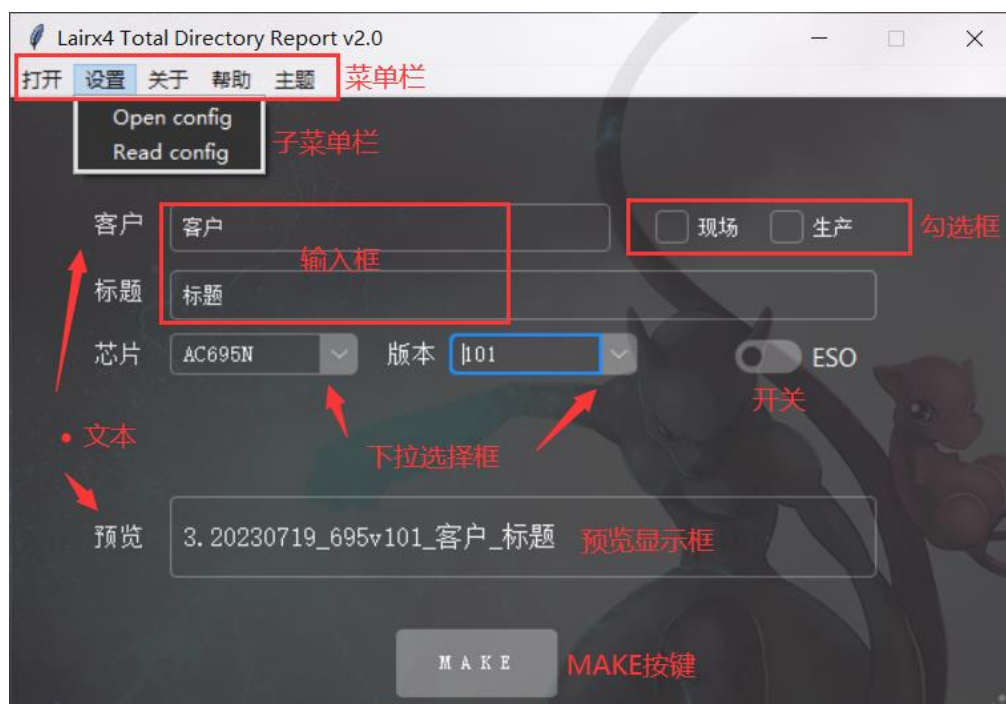 Lairx4 Total Directory Report v2.0
打开 设置 关于 帮助 主题 菜单栏
Open config
Read config
子菜单栏
客户 客户 现场 生产 勾选框
输入框
标题 标题
芯片 AC695N 版本 101 ESO
开关
• 文本
下拉选择框
预览 3.20230719_695v101_客户_标题 预览显示框
MAKE MAKE按键